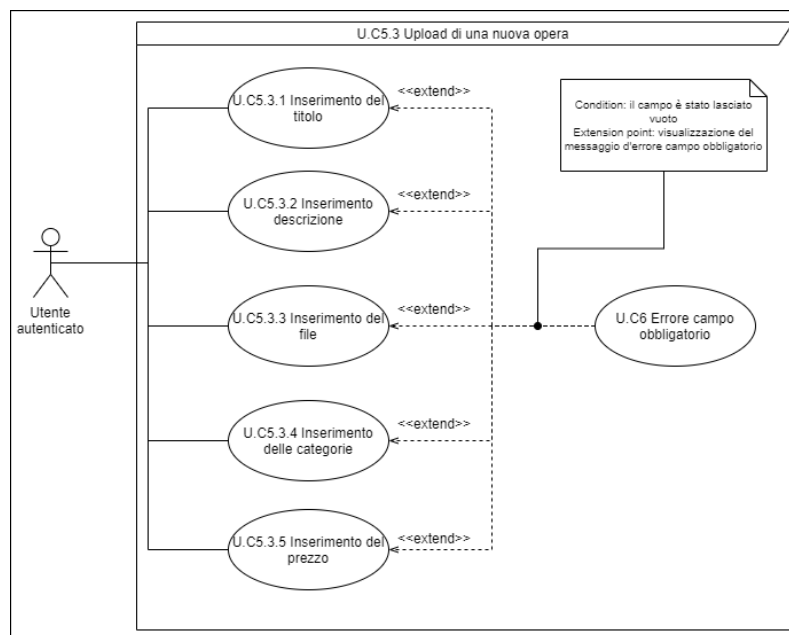 U.C5.3 Upload di una nuova opera
U.C5.3.1 Inserimento del
titolo
<<extend>>
Condition: il campo è stato lasciato
vuoto
Extension point: visualizzazione del
messaggio d'errore campo obbligatorio
U.C5.3.2 Inserimento
descrizione
<<extend>>
Utente
autenticato
U.C5.3.3 Inserimento del
file
<<extend>>
U.C6 Errore campo
obbligatorio
U.C5.3.4 Inserimento
delle categorie
<<extend>>
U.C5.3.5 Inserimento del
prezzo
<<extend>>